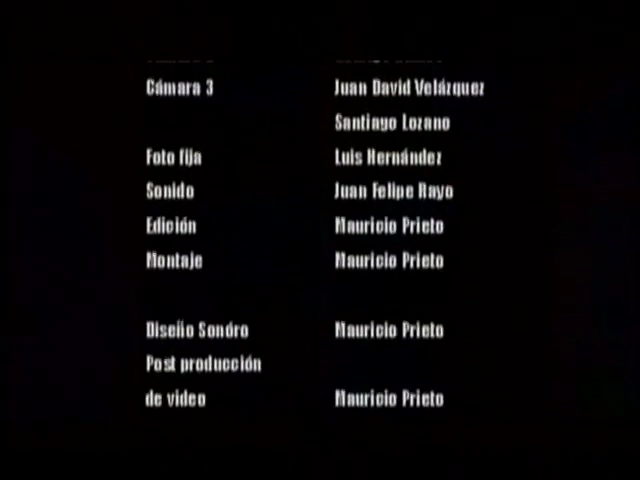 Cámara 3 Juan David Velázquez
Santiago Lozano
Foto fija Luis Hernández
Sonido Juan Felipe Rayo
Edición Mauricio Prieto
Montaje Mauricio Prieto
Diseño Sonóro Mauricio Prieto
Post producción
de video Mauricio Prieto